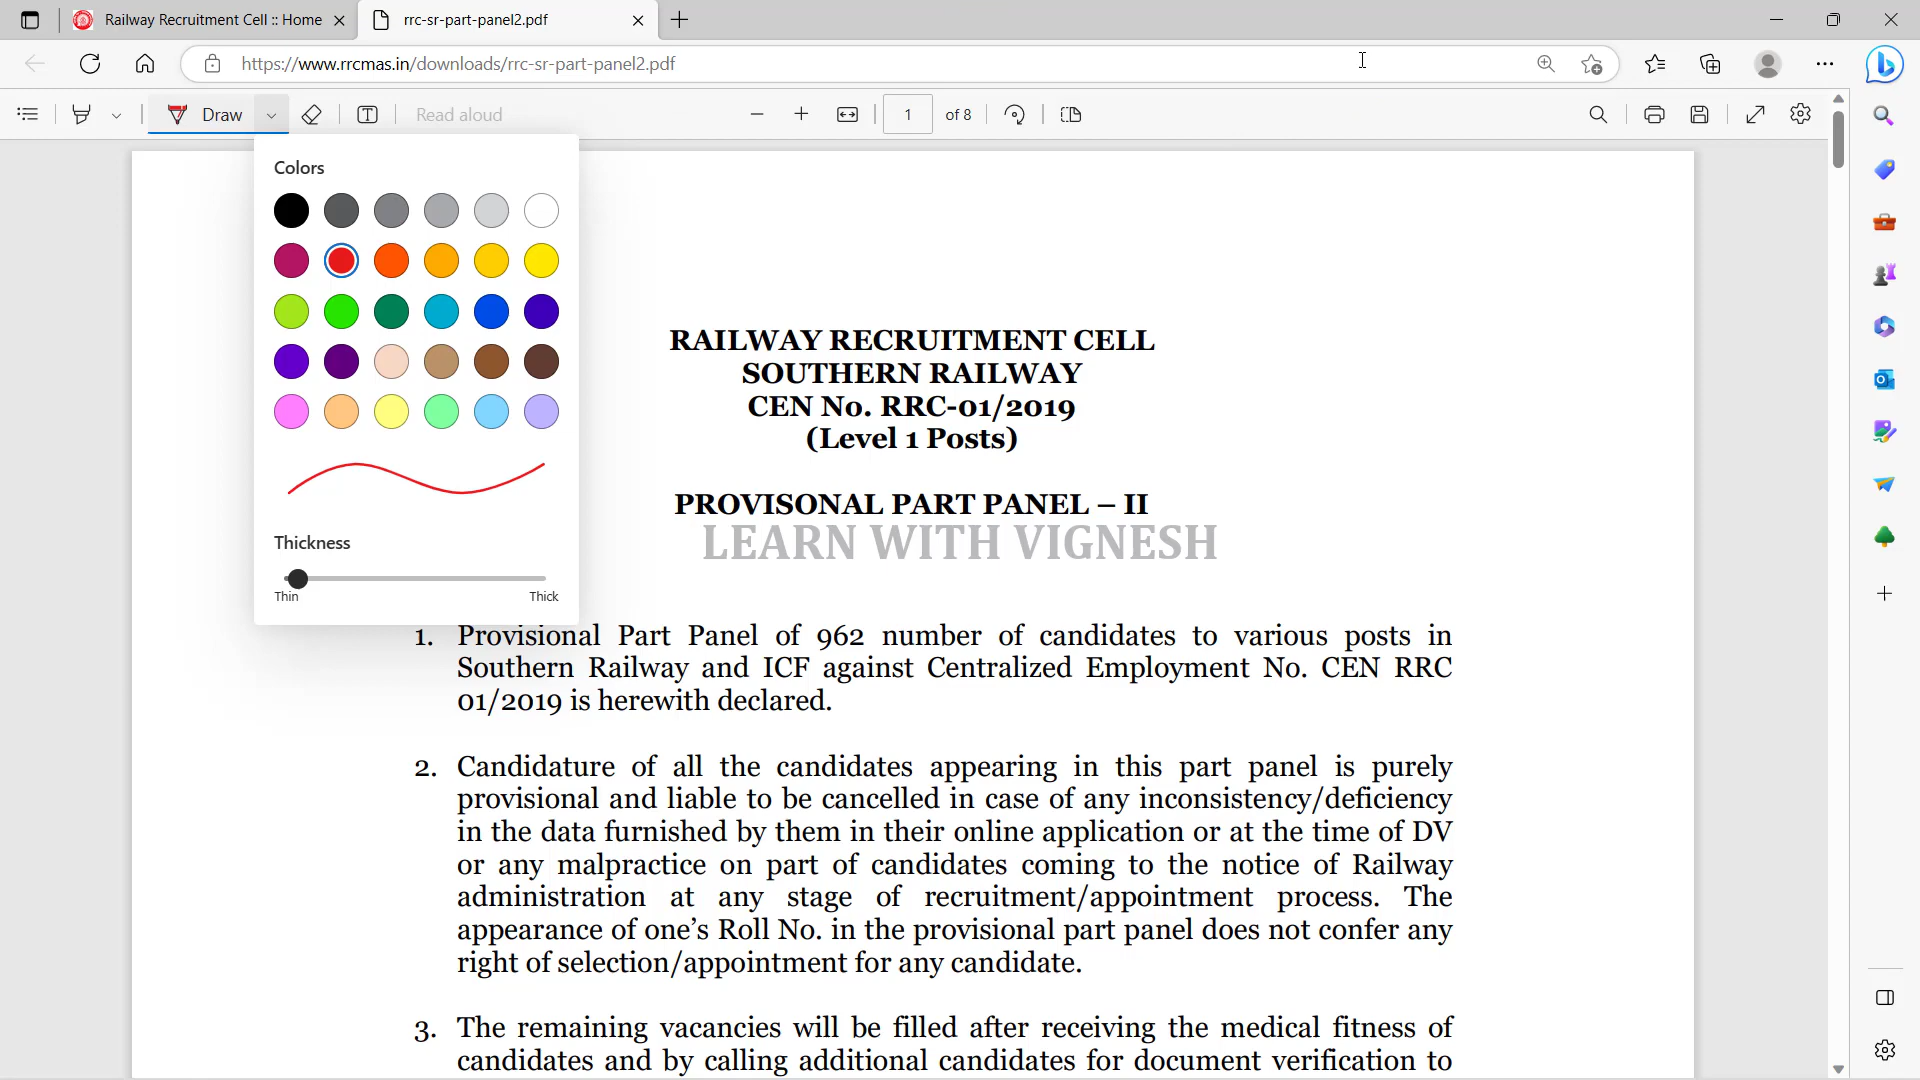 Railway Recruitment Cell :: Home
rrc-sr-part-panel2.pdf
https://www.rrcmas.in/downloads/rrc-sr-part-panel2.pdf
Draw
Read aloud
1
of 8
Colors
Thickness
Thin
Thick
RAILWAY RECRUITMENT CELL
SOUTHERN RAILWAY
CEN No. RRC-01/2019
(Level 1 Posts)
PROVISONAL PART PANEL – II
LEARN WITH VIGNESH
1. Provisional Part Panel of 962 number of candidates to various posts in
Southern Railway and ICF against Centralized Employment No. CEN RRC
01/2019 is herewith declared.
2. Candidature of all the candidates appearing in this part panel is purely
provisional and liable to be cancelled in case of any inconsistency/deficiency
in the data furnished by them in their online application or at the time of DV
or any malpractice on part of candidates coming to the notice of Railway
administration at any stage of recruitment/appointment process. The
appearance of one’s Roll No. in the provisional part panel does not confer any
right of selection/appointment for any candidate.
3. The remaining vacancies will be filled after receiving the medical fitness of
candidates and by calling additional candidates for document verification to